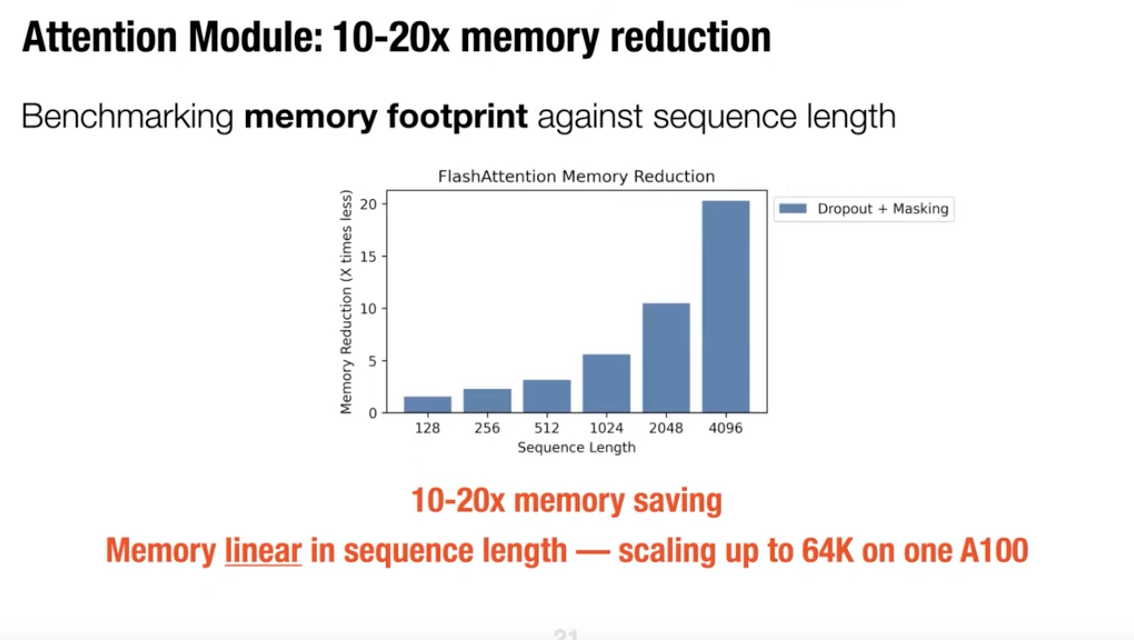 Attention Module: 10-20x memory reduction
Benchmarking memory footprint against sequence length
FlashAttention Memory Reduction
Memory Reduction (X times less)
20
15
10
5
0
Dropout + Masking
128 256 512 1024 2048 4096
Sequence Length
10-20x memory saving
Memory linear in sequence length — scaling up to 64K on one A100
21